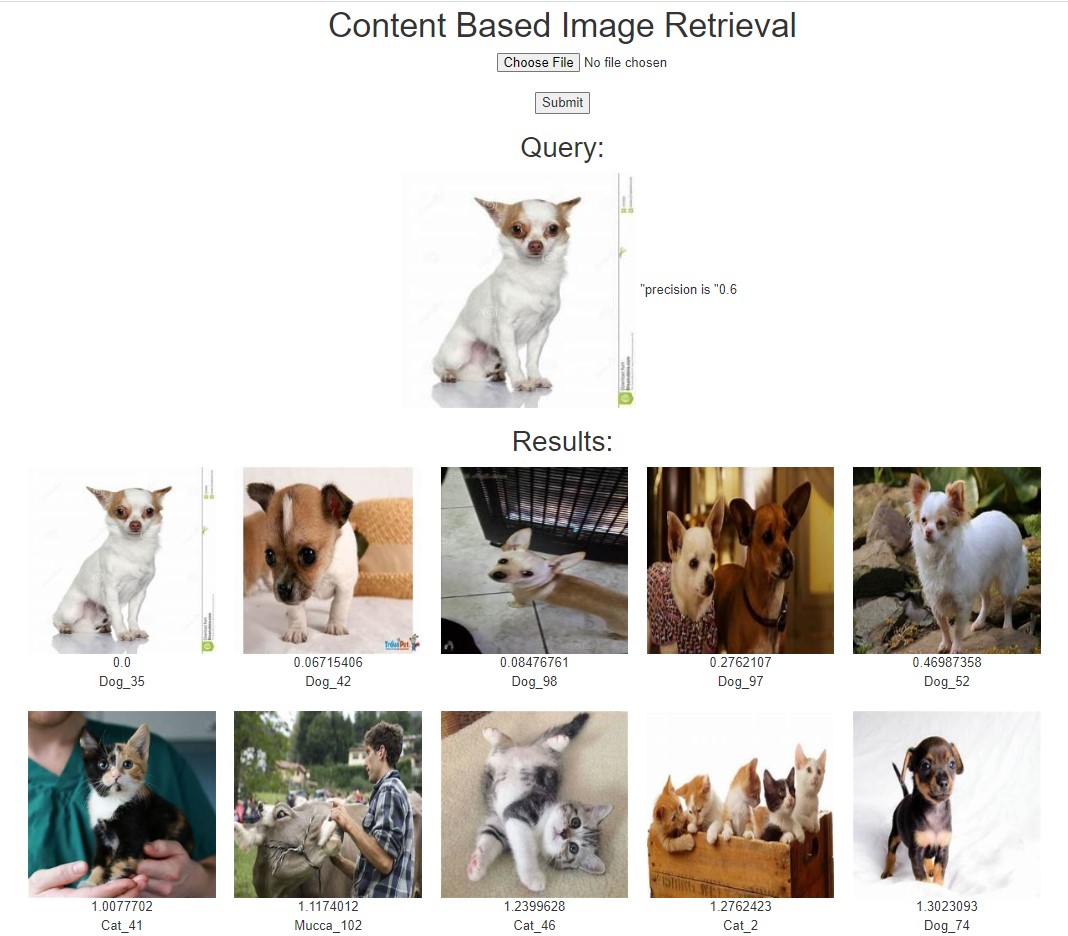 Content Based Image Retrieval
Choose File No file chosen
Submit
Query:
"precision is "0.6
Results:
0.0 0.06715406 0.08476761 0.2762107 0.46987358
Dog_35 Dog_42 Dog_98 Dog_97 Dog_52
1.0077702 1.1174012 1.2399628 1.2762423 1.3023093
Cat_41 Mucca_102 Cat_46 Cat_2 Dog_74